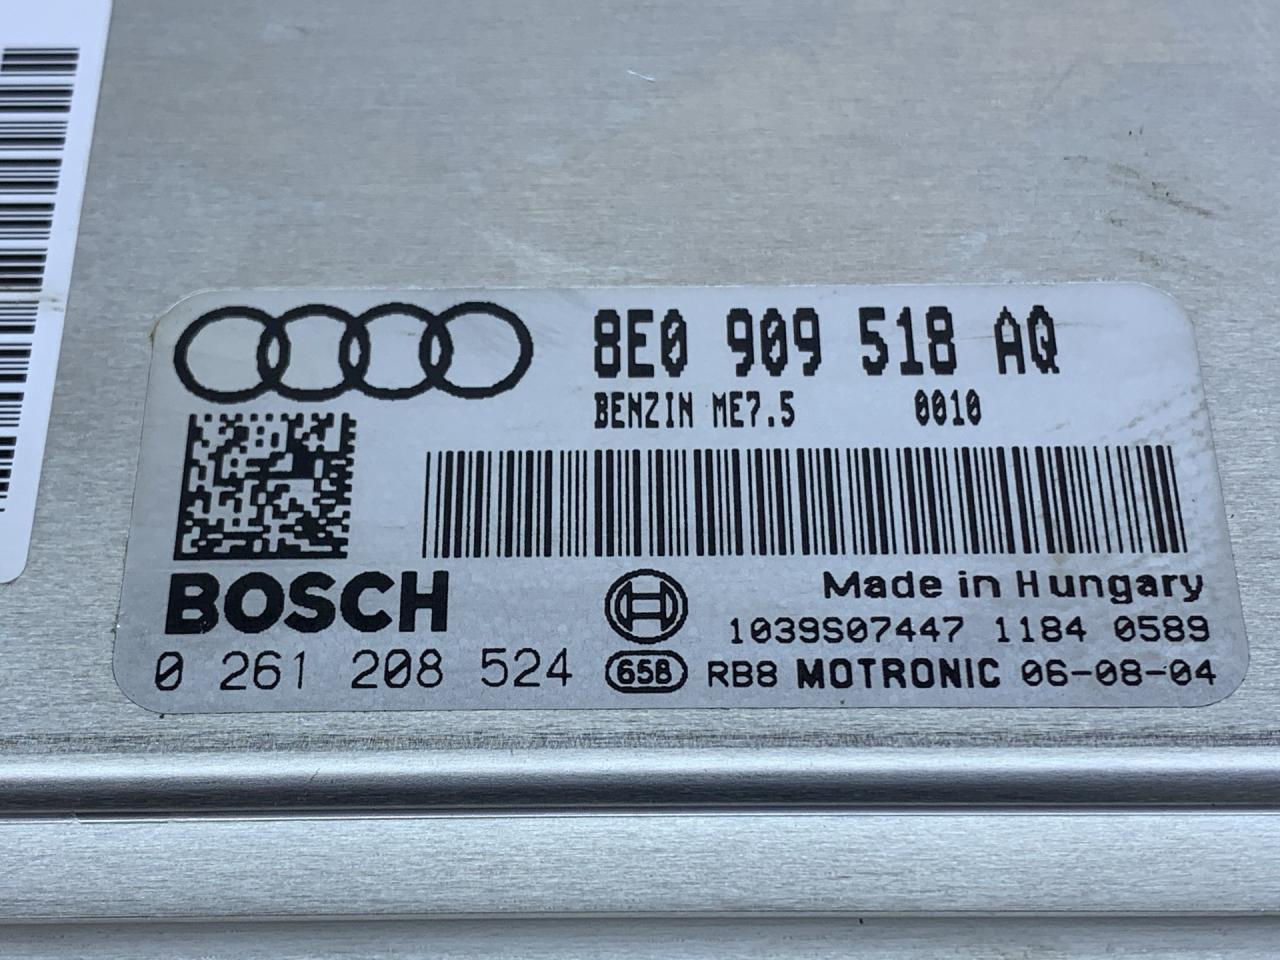 8E0 909 518 AQ
BENZIN ME7.5 0010
BOSCH
Made in Hungary
1039S07447 1184 0589
0 261 208 524 658 RB8 MOTRONIC 06-08-04